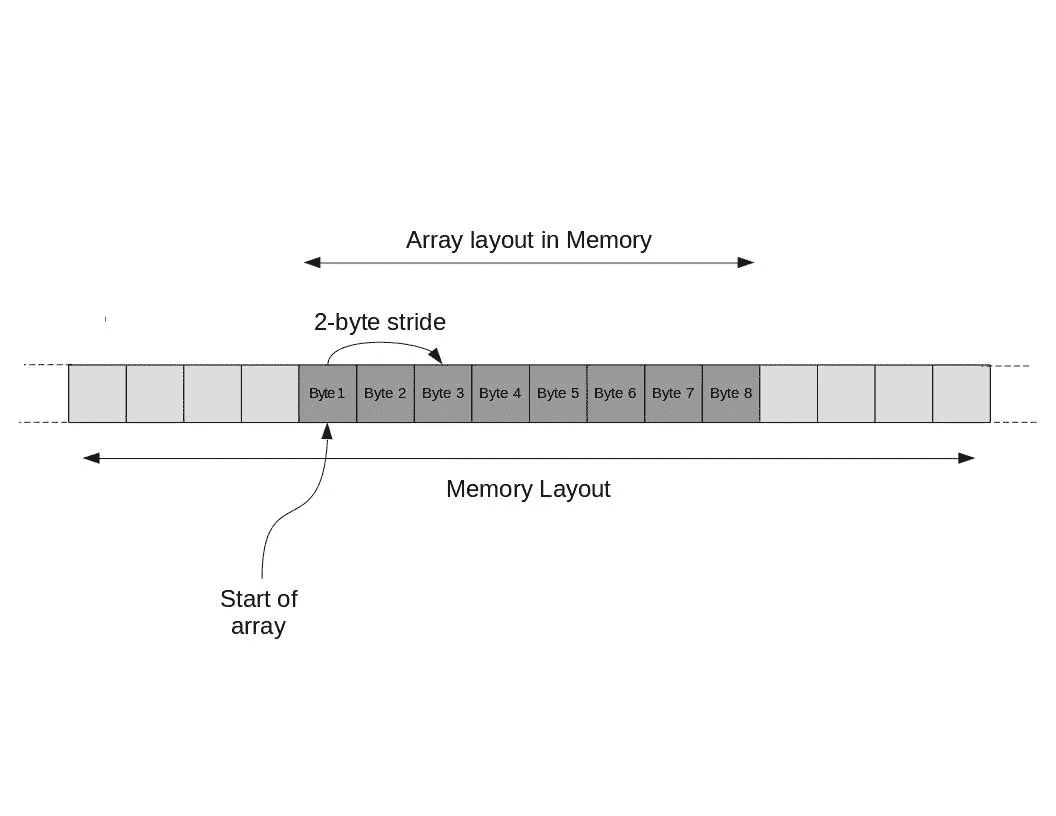 Array layout in Memory
2-byte stride
Byte 1
Byte 2
Byte 3
Byte 4
Byte 5
Byte 6
Byte 7
Byte 8
Memory Layout
Start of
array